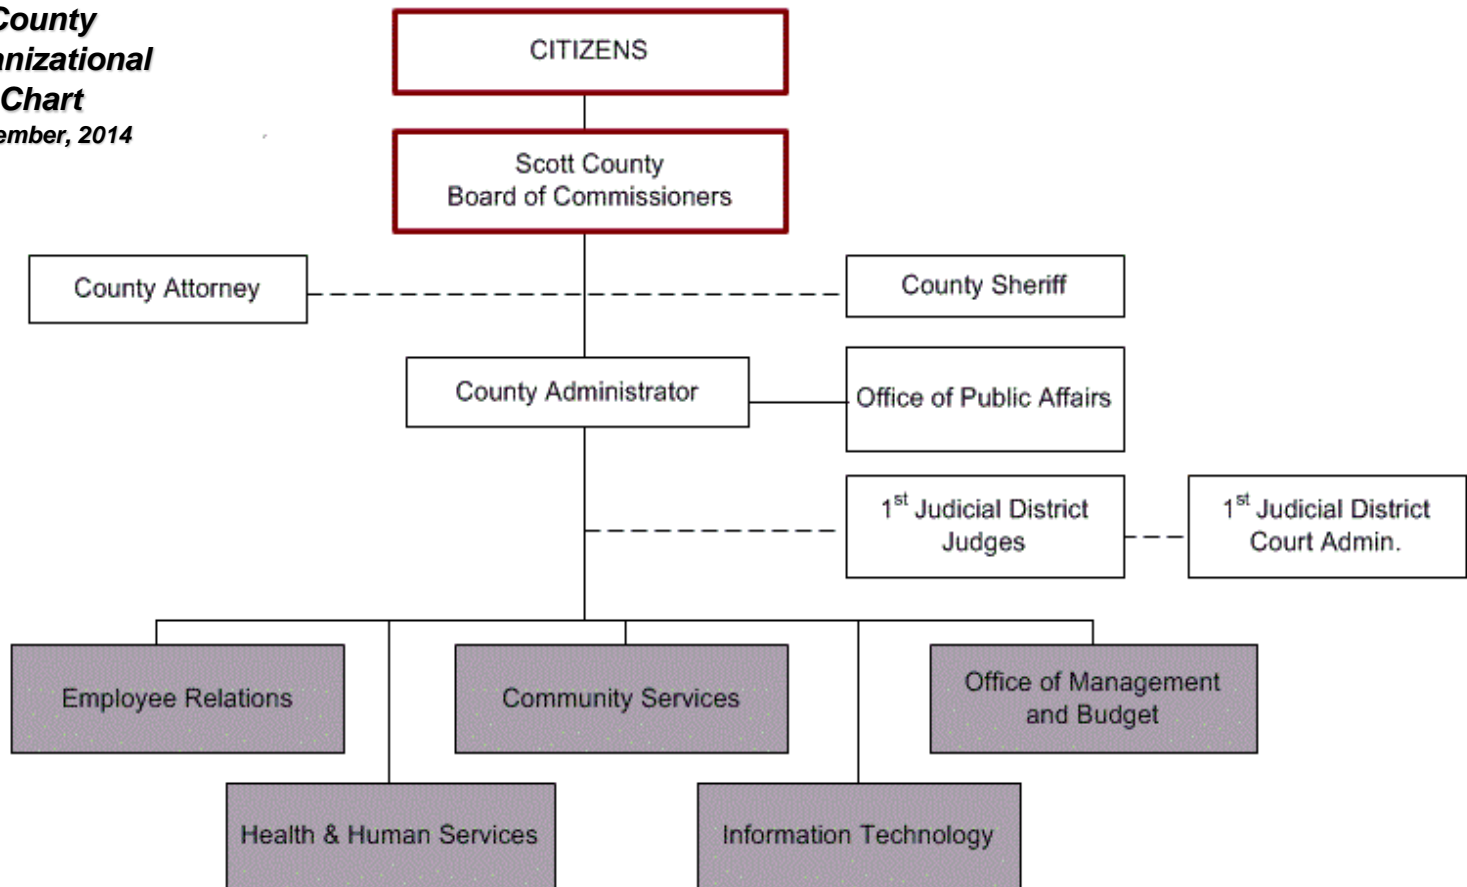 County
Chart
2014
CITIZENS
Scott County
Board of Commissioners
County Attorney
County Sheriff
County Administrator
Office of Public Affairs
1st Judicial District
Judges
1st Judicial District
Court Admin.
Employee Relations
Community Services
Office of Management
and Budget
Health & Human Services
Information Technology